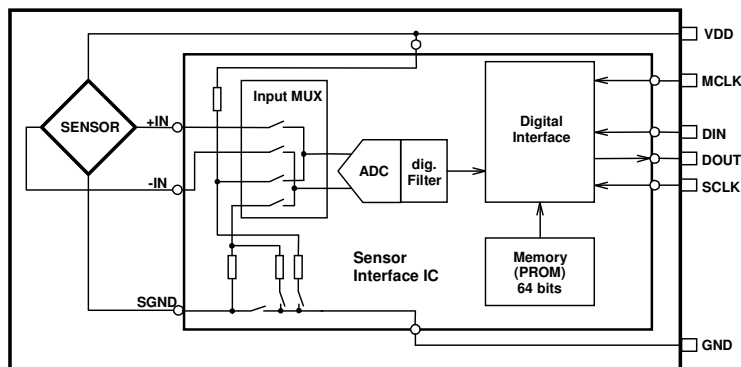 VDD
MCLK
Input MUX
+IN
SENSOR
Digital
Interface
DIN
DOUT
ADC
dig.
Filter
-IN
SCLK
Sensor
Interface IC
Memory
(PROM)
64 bits
SGND
GND